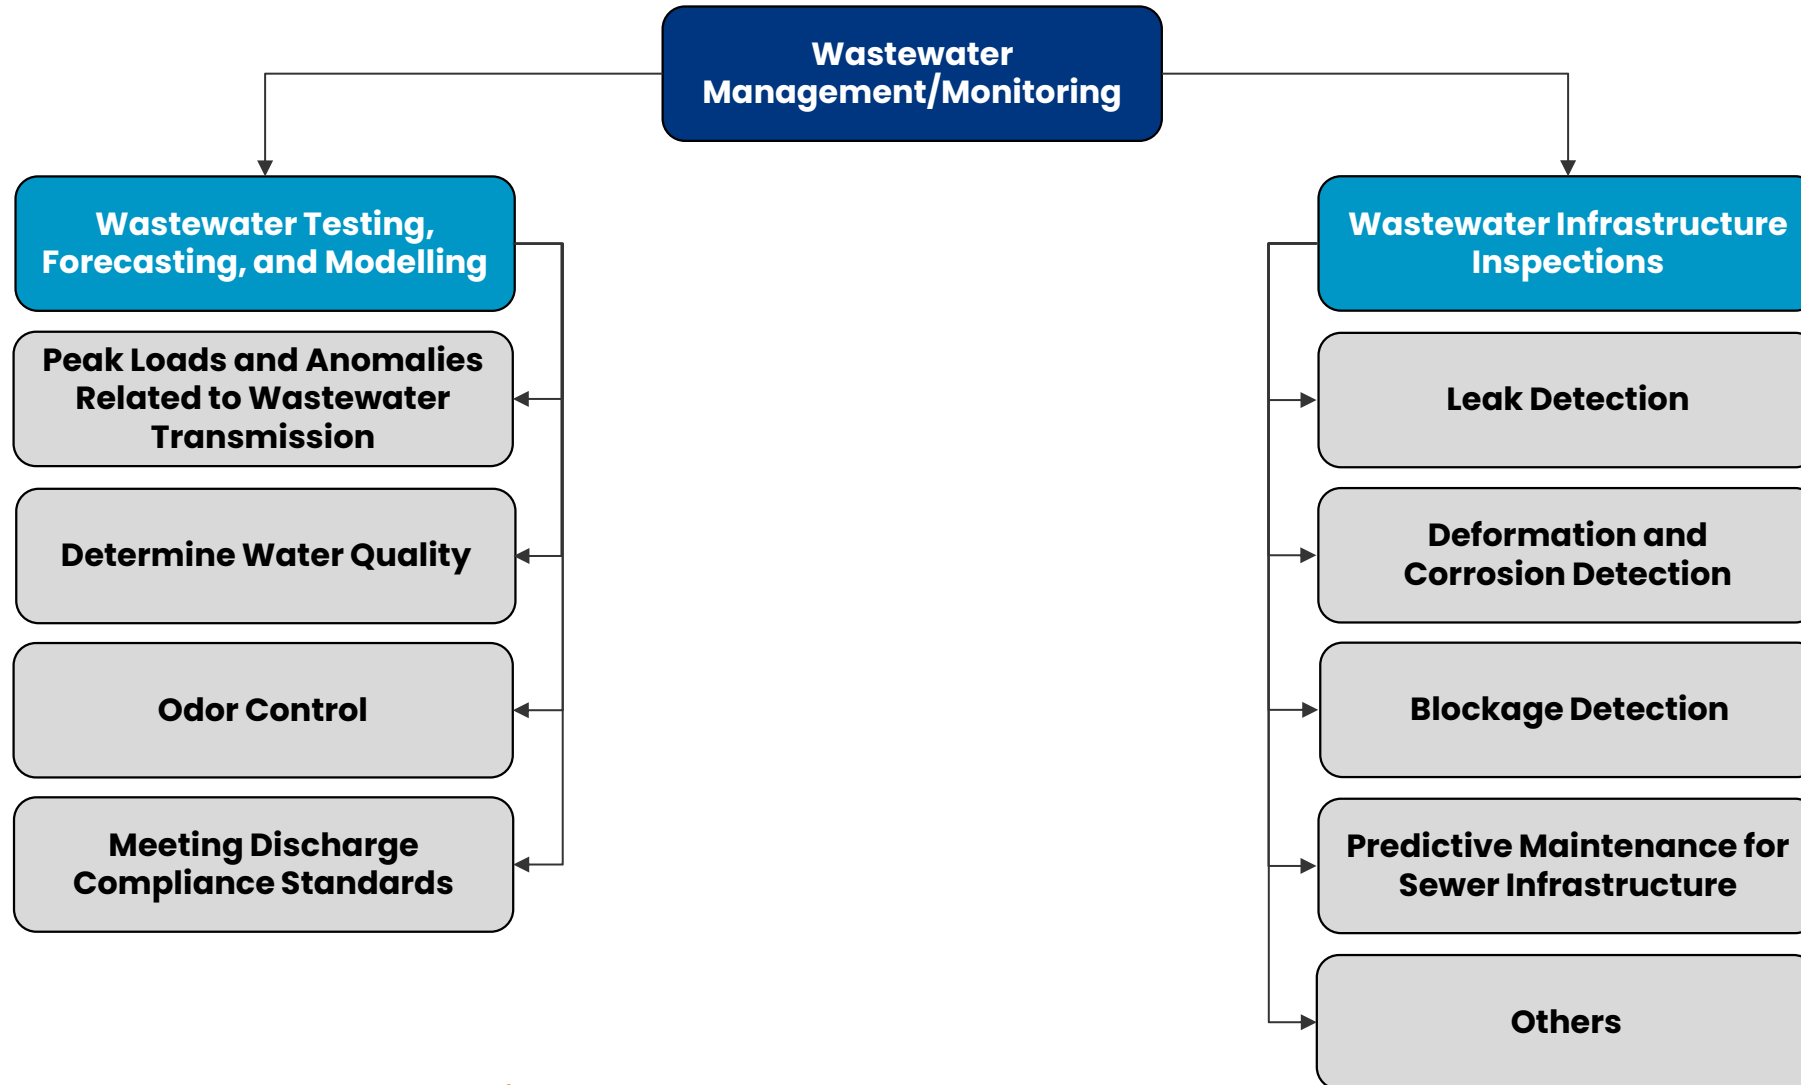 Wastewater
Management/Monitoring
Wastewater Testing,
Forecasting, and Modelling
Peak Loads and Anomalies
Related to Wastewater
Transmission
Determine Water Quality
Odor Control
Meeting Discharge
Compliance Standards
Wastewater Infrastructure
Inspections
Leak Detection
Deformation and
Corrosion Detection
Blockage Detection
Predictive Maintenance for
Sewer Infrastructure
Others